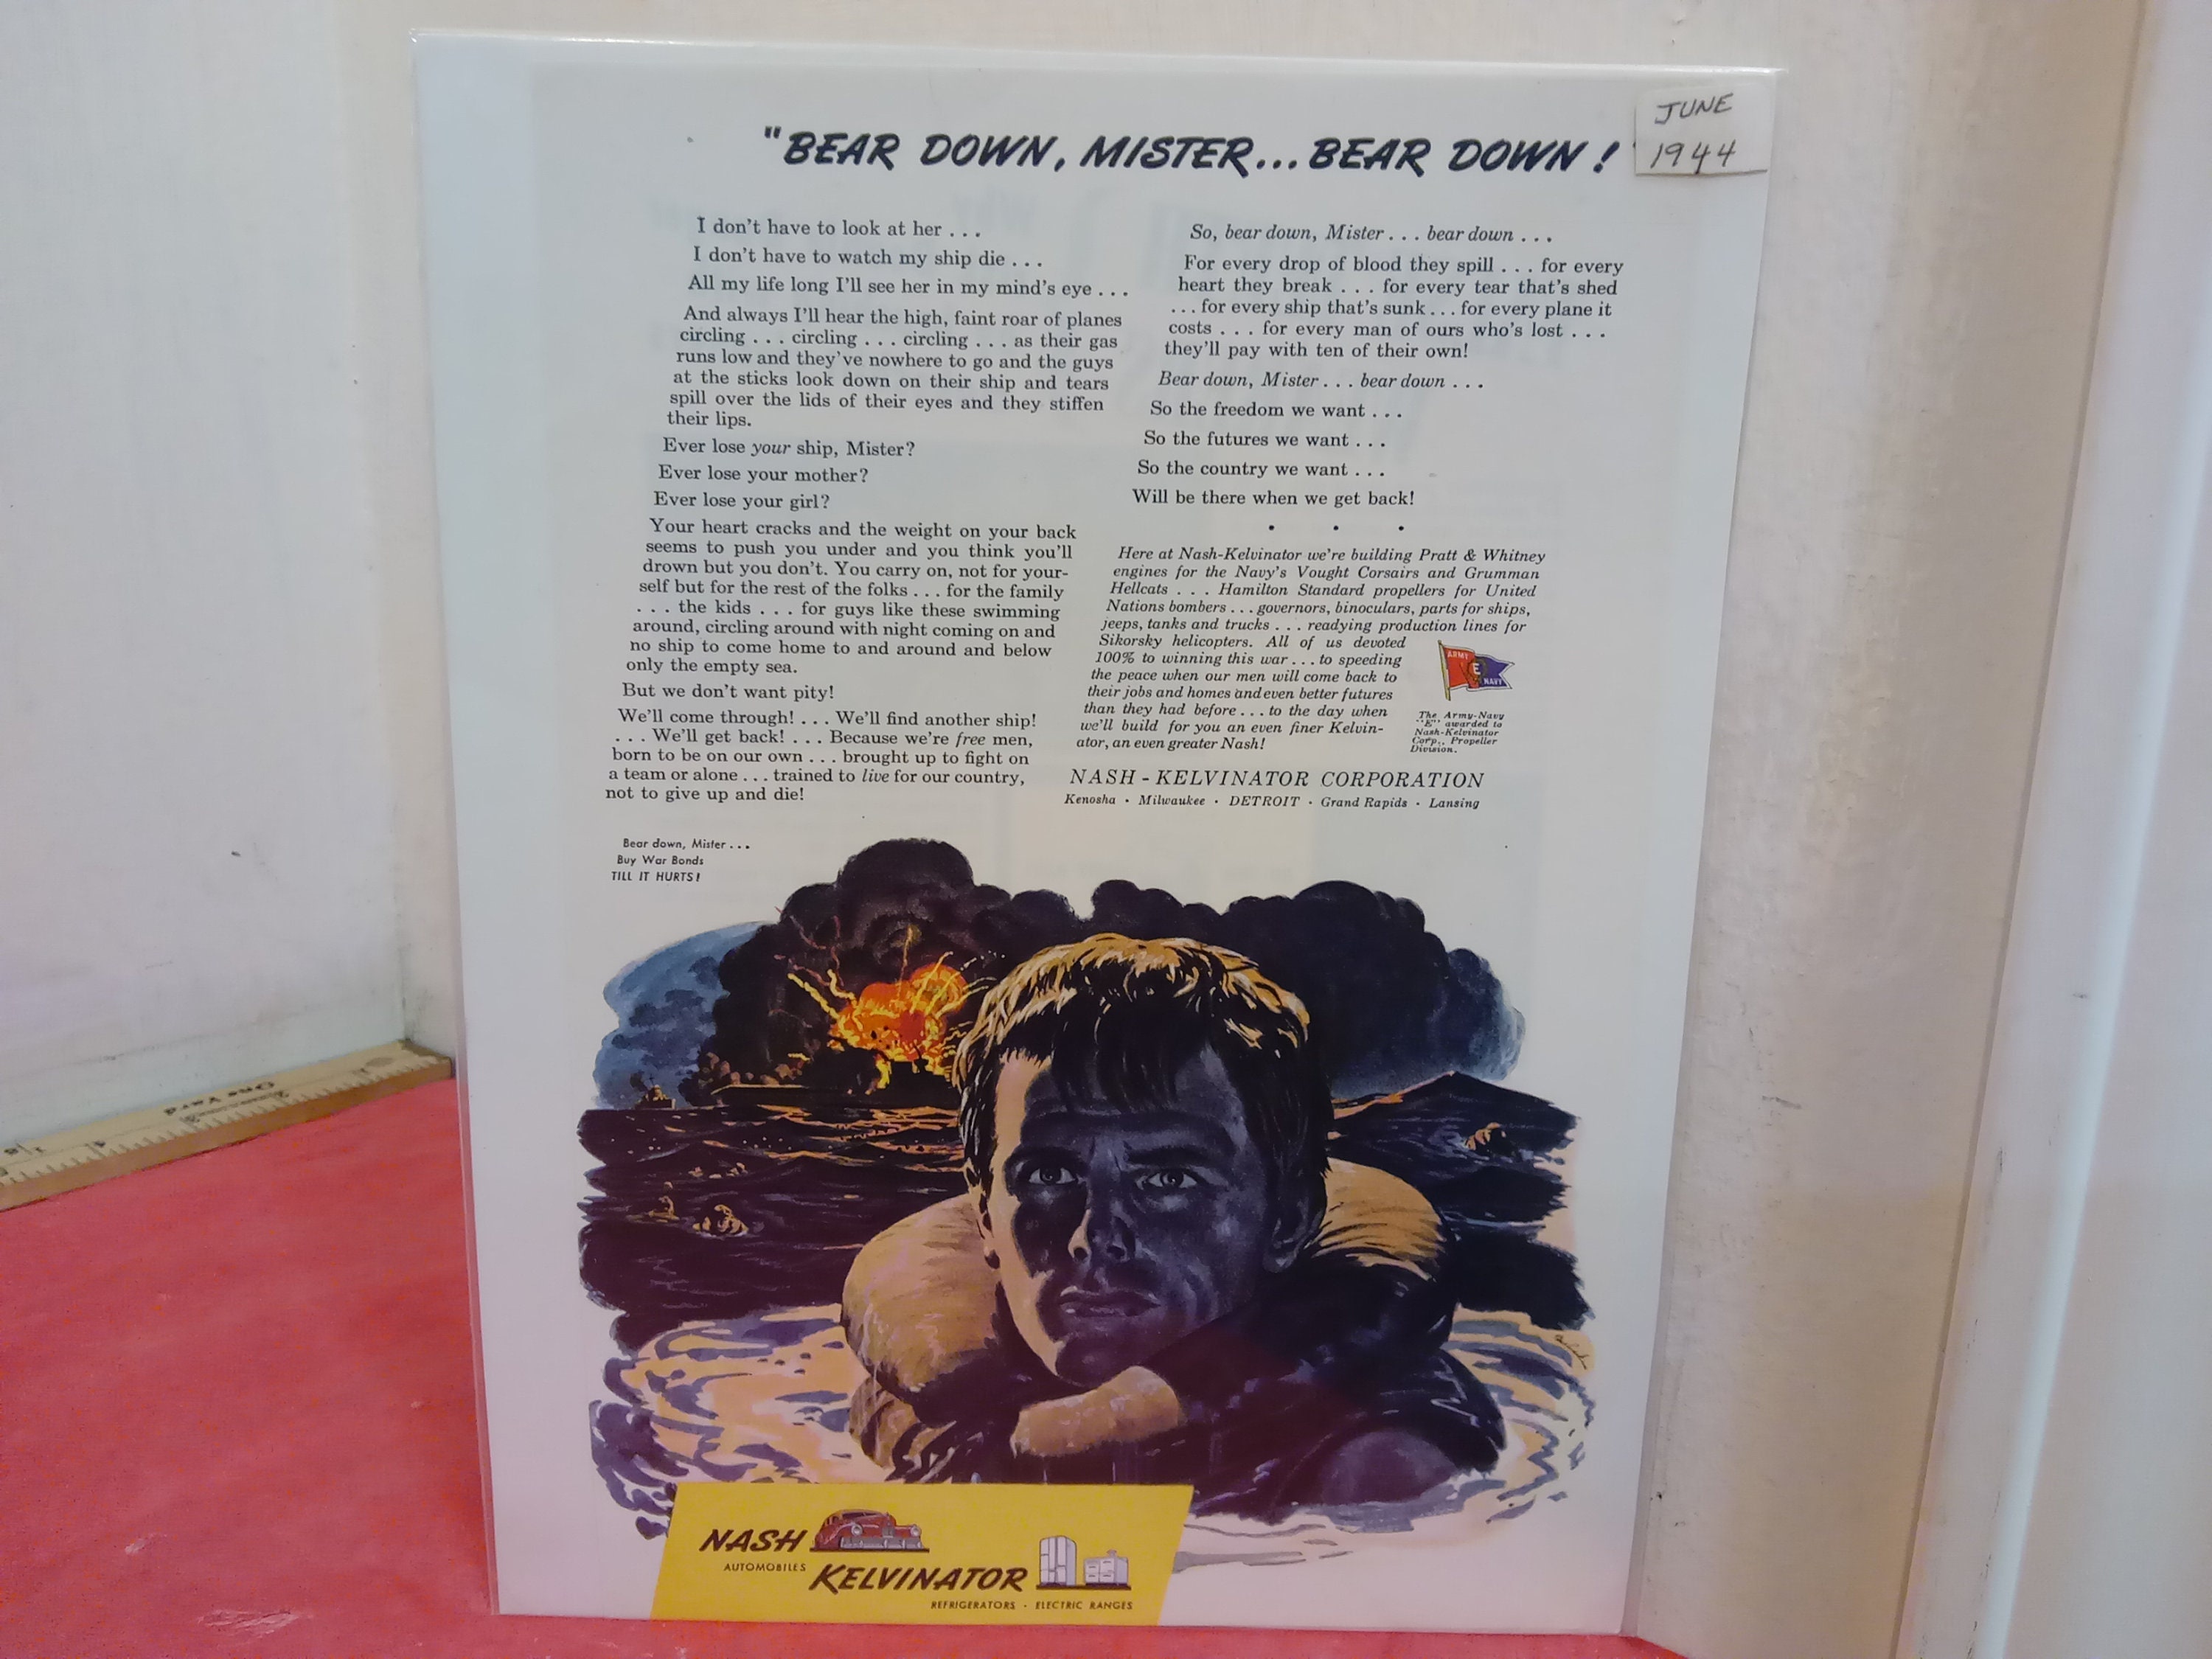 JUNE
1944
"BEAR DOWN, MISTER...BEAR DOWN!
I don't have to look at her . . .
I don't have to watch my ship die . . .
All my life long I'll see her in my mind's eye . . .
And always I'll hear the high, faint roar of planes
circling . . . circling . . . circling . . . as their gas
runs low and they've nowhere to go and the guys
at the sticks look down on their ship and tears
spill over the lids of their eyes and they stiffen
their lips.
Ever lose your ship, Mister?
Ever lose your mother?
Ever lose your girl?
Your heart cracks and the weight on your back
seems to push you under and you think you'll
drown but you don't. You carry on, not for your-
self but for the rest of the folks . . . for the family
. . . the kids . . . for guys like these swimming
around, circling around with night coming on and
no ship to come home to and around and below
only the empty sea.
But we don't want pity!
We'll come through! . . . We'll find another ship!
. . . We'll get back! . . . Because we're free men,
born to be on our own . . . brought up to fight on
a team or alone . . . trained to live for our country,
not to give up and die!
So, bear down, Mister . . . bear down . . .
For every drop of blood they spill . . . for every
heart they break . . . for every tear that's shed
. . . for every ship that's sunk . . . for every plane it
costs . . . for every man of ours who's lost . . .
they'll pay with ten of their own!
Bear down, Mister . . . bear down . . .
So the freedom we want . . .
So the futures we want . . .
So the country we want . . .
Will be there when we get back!
• • •
Here at Nash-Kelvinator we're building Pratt & Whitney
engines for the Navy's Vought Corsairs and Grumman
Hellcats . . . Hamilton Standard propellers for United
Nations bombers . . . governors, binoculars, parts for ships,
jeeps, tanks and trucks . . . readying production lines for
Sikorsky helicopters. All of us devoted
100% to winning this war . . . to speeding
the peace when our men will come back to
their jobs and homes and even better futures
than they had before . . . to the day when
we'll build for you an even finer Kelvin-
ator, an even greater Nash!
ARMY
E
NAVY
The Army-Navy
"E" awarded to
Nash-Kelvinator
Corp., Propeller
Division.
NASH - KELVINATOR CORPORATION
Kenosha • Milwaukee • DETROIT • Grand Rapids • Lansing
Bear down, Mister . . .
Buy War Bonds
TILL IT HURTS!
One Yard
NASH
AUTOMOBILES
KELVINATOR
REFRIGERATORS • ELECTRIC RANGES